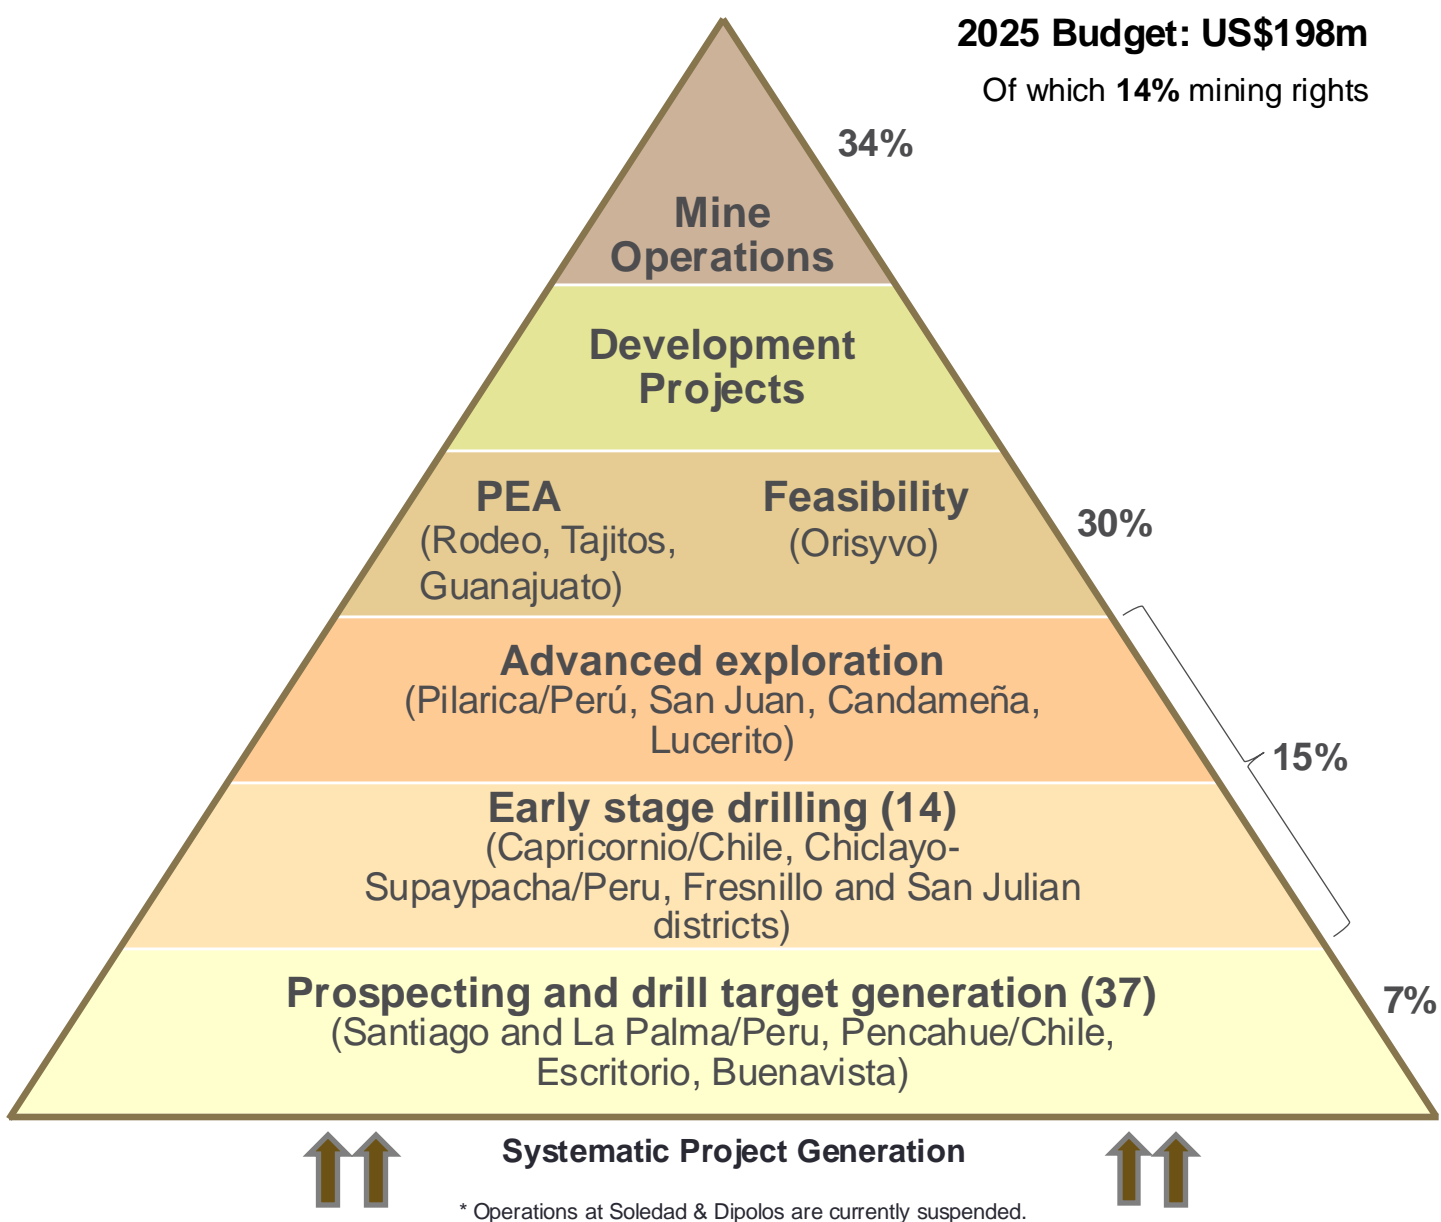 2025 Budget: US$198m
Of which 14% mining rights
34%
Mine
Operations
Development
Projects
PEA
(Rodeo, Tajitos,
Guanajuato)
Feasibility
(Orisyvo)
30%
Advanced exploration
(Pilarica/Perú, San Juan, Candameña,
Lucerito)
15%
Early stage drilling (14)
(Capricornio/Chile, Chiclayo-
Supaypacha/Peru, Fresnillo and San Julian
districts)
Prospecting and drill target generation (37)
(Santiago and La Palma/Peru, Pencahue/Chile,
Escritorio, Buenavista)
7%
Systematic Project Generation
* Operations at Soledad & Dipolos are currently suspended.